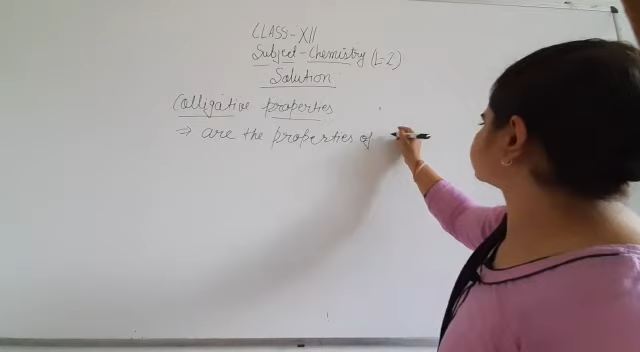 CLASS-XII
Subject-Chemistry (L-2)
Solution
Colligative properties
⇒ are the properties of